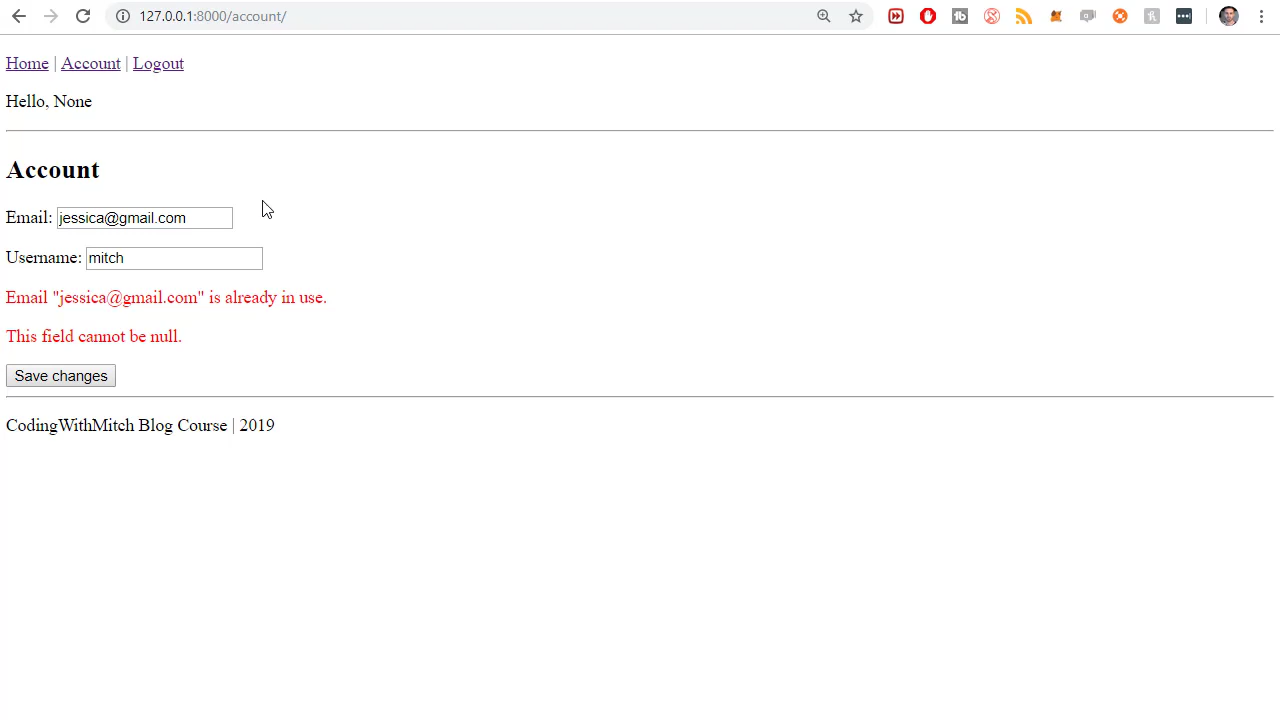 127.0.0.1:8000/account/
Home | Account | Logout
Hello, None
Account
Email: jessica@gmail.com
Username: mitch
Email "jessica@gmail.com" is already in use.
This field cannot be null.
Save changes
CodingWithMitch Blog Course | 2019